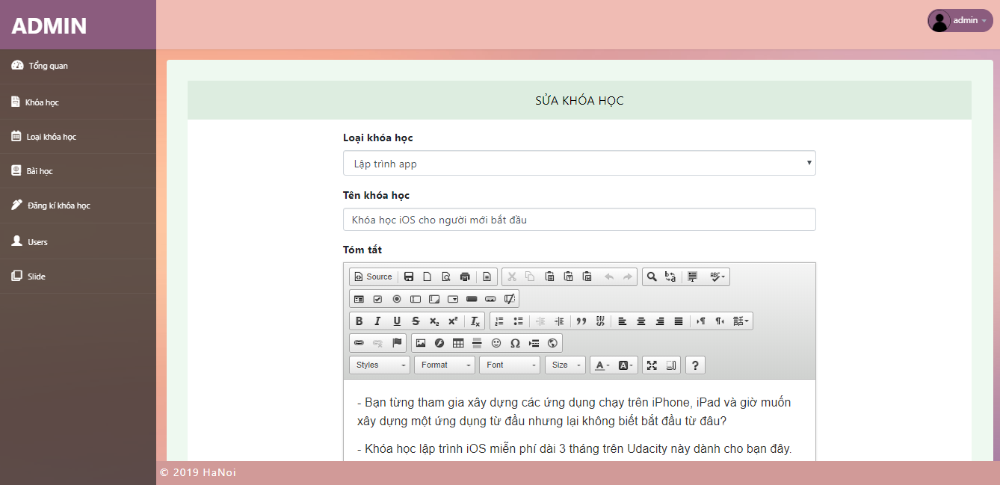 ADMIN
admin
Tổng quan
Khóa học
Loại khóa học
Bài học
Đăng kí khóa học
Users
Slide
SỬA KHÓA HỌC
Loại khóa học
Lập trình app
Tên khóa học
Khóa học iOS cho người mới bắt đầu
Tóm tắt
Source
Styles Format Font Size
- Bạn từng tham gia xây dựng các ứng dụng chạy trên iPhone, iPad và giờ muốn
xây dựng một ứng dụng từ đầu nhưng lại không biết bắt đầu từ đâu?
- Khóa học lập trình iOS miễn phí dài 3 tháng trên Udacity này dành cho bạn đây.
© 2019 HaNoi